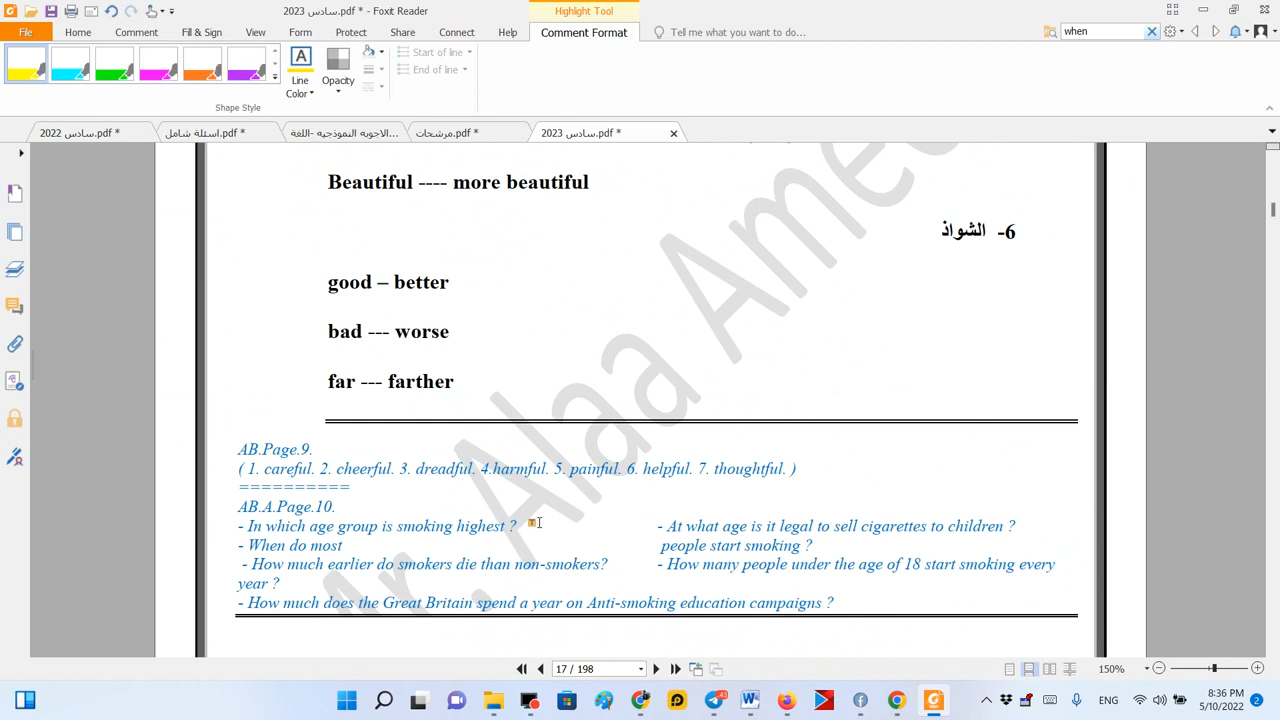 2023 سادس.pdf * - Foxit Reader
Highlight Tool
File
Home
Comment
Fill & Sign
View
Form
Protect
Share
Connect
Help
Comment Format
Tell me what you want to do...
when
Line
Color
Opacity
Start of line
End of line
Shape Style
2022 سادس.pdf *
اسئلة شامل.pdf *
الاجوبه النموذجيه -اللغة...
مرشحات.pdf *
2023 سادس.pdf *
Beautiful ---- more beautiful
6- الشواذ
good – better
bad --- worse
far --- farther
AB.Page.9.
( 1. careful. 2. cheerful. 3. dreadful. 4.harmful. 5. painful. 6. helpful. 7. thoughtful. )
==========
AB.A.Page.10.
- In which age group is smoking highest ? - At what age is it legal to sell cigarettes to children ?
- When do most people start smoking ?
- How much earlier do smokers die than non-smokers? - How many people under the age of 18 start smoking every
year ?
- How much does the Great Britain spend a year on Anti-smoking education campaigns ?
Mr. Alaa Amee
17 / 198
150%
43
ENG
8:36 PM
5/10/2022
2